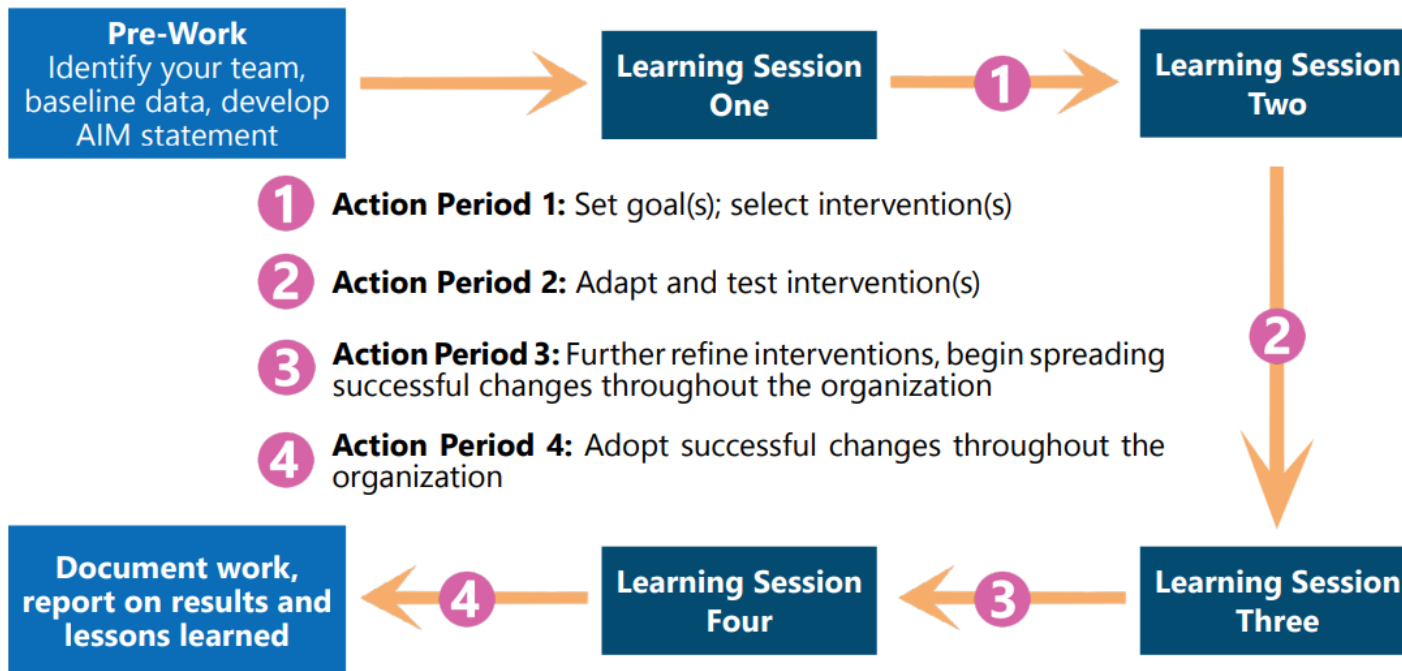 Pre-Work
Identify your team,
baseline data, develop
AIM statement
Learning Session
One
1
Learning Session
Two
1 Action Period 1: Set goal(s); select intervention(s)
2 Action Period 2: Adapt and test intervention(s)
2
3 Action Period 3: Further refine interventions, begin spreading
successful changes throughout the organization
4 Action Period 4: Adopt successful changes throughout the
organization
Document work,
report on results and
lessons learned
4
Learning Session
Four
3
Learning Session
Three